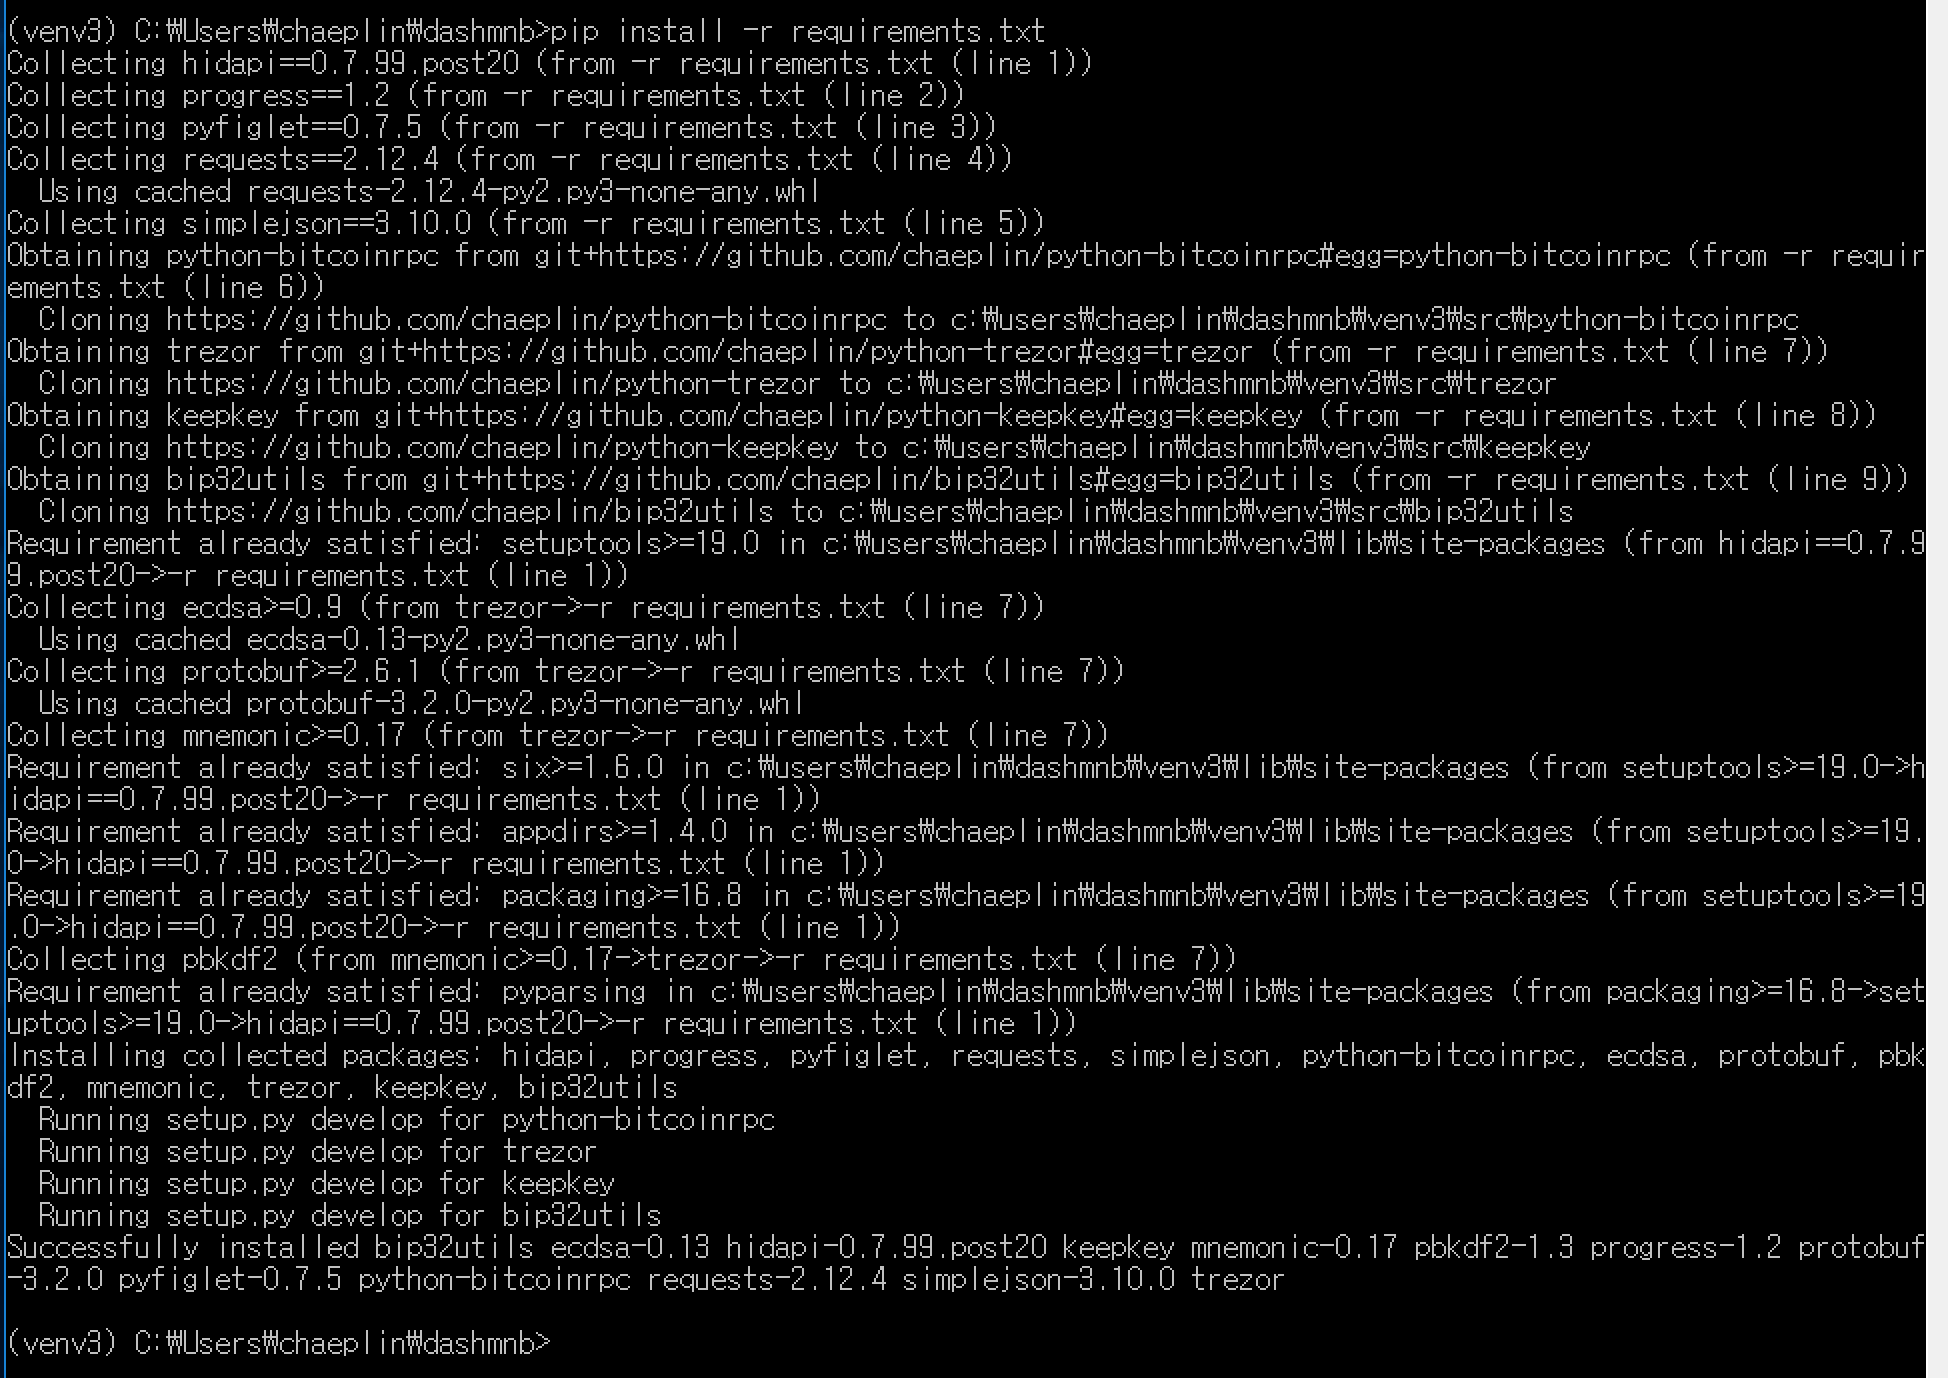 (venv3) C:₩Users₩chaeplin₩dashmnb>pip install -r requirements.txt
Collecting hidapi==0.7.99.post20 (from -r requirements.txt (line 1))
Collecting progress==1.2 (from -r requirements.txt (line 2))
Collecting pyfiglet==0.7.5 (from -r requirements.txt (line 3))
Collecting requests==2.12.4 (from -r requirements.txt (line 4))
  Using cached requests-2.12.4-py2.py3-none-any.whl
Collecting simplejson==3.10.0 (from -r requirements.txt (line 5))
Obtaining python-bitcoinrpc from git+https://github.com/chaeplin/python-bitcoinrpc#egg=python-bitcoinrpc (from -r requir
ements.txt (line 6))
  Cloning https://github.com/chaeplin/python-bitcoinrpc to c:₩users₩chaeplin₩dashmnb₩venv3₩src₩python-bitcoinrpc
Obtaining trezor from git+https://github.com/chaeplin/python-trezor#egg=trezor (from -r requirements.txt (line 7))
  Cloning https://github.com/chaeplin/python-trezor to c:₩users₩chaeplin₩dashmnb₩venv3₩src₩trezor
Obtaining keepkey from git+https://github.com/chaeplin/python-keepkey#egg=keepkey (from -r requirements.txt (line 8))
  Cloning https://github.com/chaeplin/python-keepkey to c:₩users₩chaeplin₩dashmnb₩venv3₩src₩keepkey
Obtaining bip32utils from git+https://github.com/chaeplin/bip32utils#egg=bip32utils (from -r requirements.txt (line 9))
  Cloning https://github.com/chaeplin/bip32utils to c:₩users₩chaeplin₩dashmnb₩venv3₩src₩bip32utils
Requirement already satisfied: setuptools>=19.0 in c:₩users₩chaeplin₩dashmnb₩venv3₩lib₩site-packages (from hidapi==0.7.9
9.post20->-r requirements.txt (line 1))
Collecting ecdsa>=0.9 (from trezor->-r requirements.txt (line 7))
  Using cached ecdsa-0.13-py2.py3-none-any.whl
Collecting protobuf>=2.6.1 (from trezor->-r requirements.txt (line 7))
  Using cached protobuf-3.2.0-py2.py3-none-any.whl
Collecting mnemonic>=0.17 (from trezor->-r requirements.txt (line 7))
Requirement already satisfied: six>=1.6.0 in c:₩users₩chaeplin₩dashmnb₩venv3₩lib₩site-packages (from setuptools>=19.0->h
idapi==0.7.99.post20->-r requirements.txt (line 1))
Requirement already satisfied: appdirs>=1.4.0 in c:₩users₩chaeplin₩dashmnb₩venv3₩lib₩site-packages (from setuptools>=19.
0->hidapi==0.7.99.post20->-r requirements.txt (line 1))
Requirement already satisfied: packaging>=16.8 in c:₩users₩chaeplin₩dashmnb₩venv3₩lib₩site-packages (from setuptools>=19
.0->hidapi==0.7.99.post20->-r requirements.txt (line 1))
Collecting pbkdf2 (from mnemonic>=0.17->trezor->-r requirements.txt (line 7))
Requirement already satisfied: pyparsing in c:₩users₩chaeplin₩dashmnb₩venv3₩lib₩site-packages (from packaging>=16.8->set
uptools>=19.0->hidapi==0.7.99.post20->-r requirements.txt (line 1))
Installing collected packages: hidapi, progress, pyfiglet, requests, simplejson, python-bitcoinrpc, ecdsa, protobuf, pbk
df2, mnemonic, trezor, keepkey, bip32utils
  Running setup.py develop for python-bitcoinrpc
  Running setup.py develop for trezor
  Running setup.py develop for keepkey
  Running setup.py develop for bip32utils
Successfully installed bip32utils ecdsa-0.13 hidapi-0.7.99.post20 keepkey mnemonic-0.17 pbkdf2-1.3 progress-1.2 protobuf
-3.2.0 pyfiglet-0.7.5 python-bitcoinrpc requests-2.12.4 simplejson-3.10.0 trezor
(venv3) C:₩Users₩chaeplin₩dashmnb>